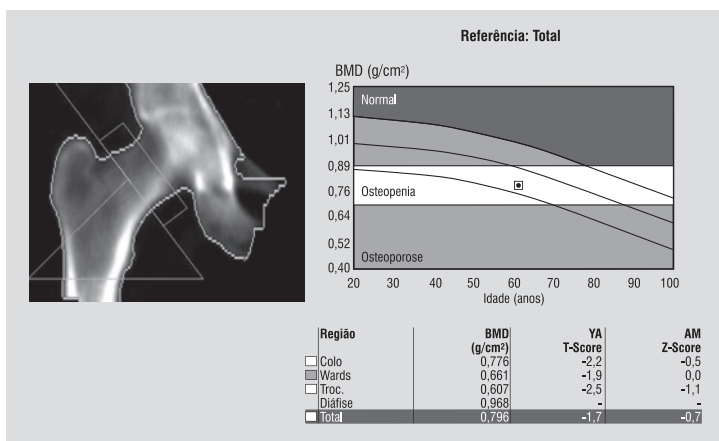 Referência: Total
BMD (g/cm²)
1,25
1,13
1,01
0,89
0,76
0,64
0,52
0,40
Normal
Osteopenia
Osteoporose
20 30 40 50 60 70 80 90 100
Idade (anos)
Região BMD (g/cm²) YA T-Score AM Z-Score
Colo 0,776 -2,2 -0,5
Wards 0,661 -1,9 0,0
Troc. 0,607 -2,5 -1,1
Diáfise 0,968 - -
Total 0,796 -1,7 -0,7